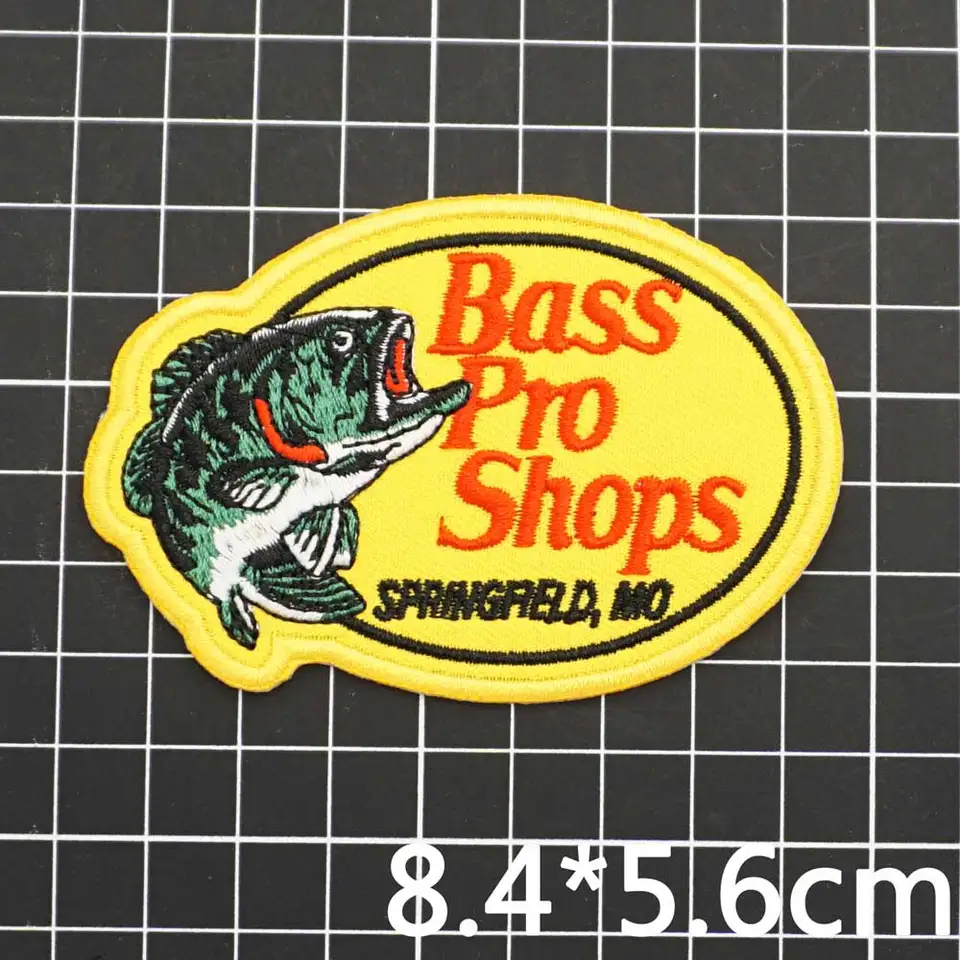 Bass
Pro
Shops
SPRINGFIELD, MO
8.4*5.6cm